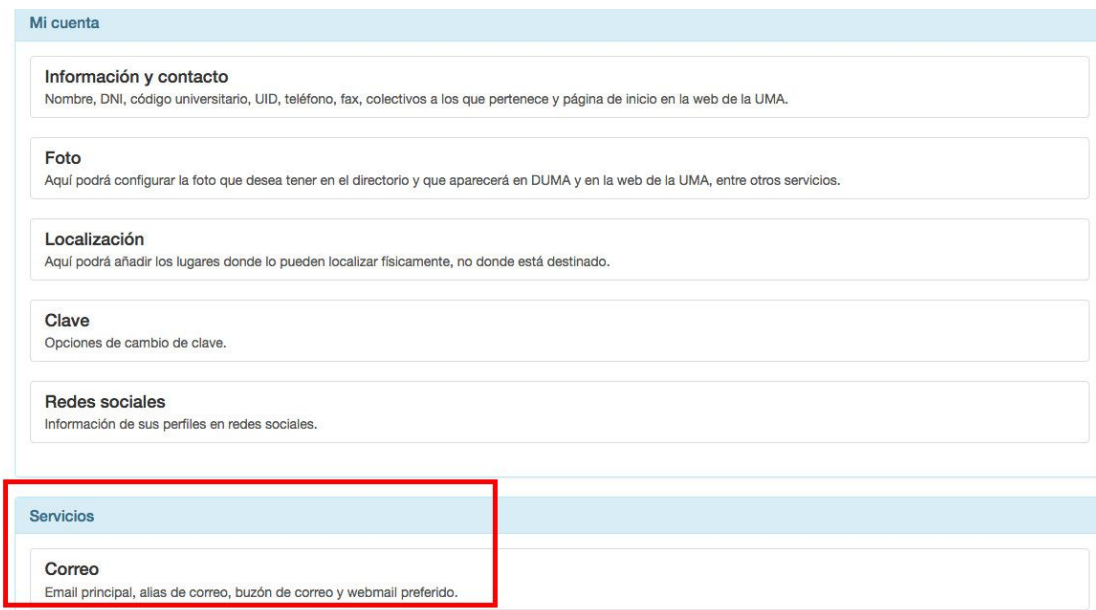 Mi cuenta
Información y contacto
Nombre, DNI, código universitario, UID, teléfono, fax, colectivos a los que pertenece y página de inicio en la web de la UMA.
Foto
Aquí podrá configurar la foto que desea tener en el directorio y que aparecerá en DUMA y en la web de la UMA, entre otros servicios.
Localización
Aquí podrá añadir los lugares donde lo pueden localizar físicamente, no donde está destinado.
Clave
Opciones de cambio de clave.
Redes sociales
Información de sus perfiles en redes sociales.
Servicios
Correo
Email principal, alias de correo, buzón de correo y webmail preferido.